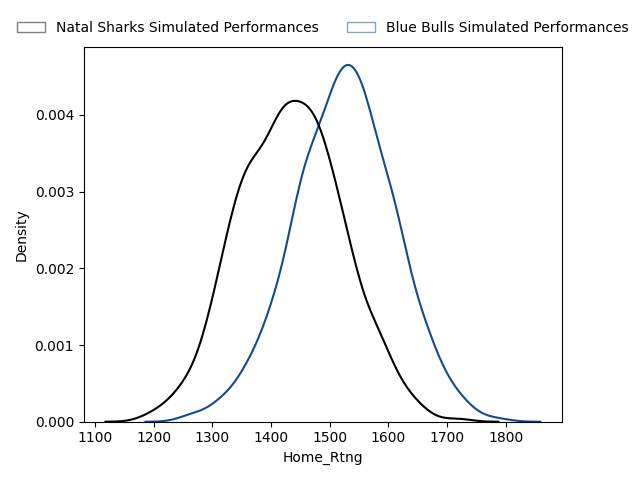 Natal Sharks Simulated Performances Blue Bulls Simulated Performances
0.004
0.003
0.002
0.001
0.000
Density
1100 1200 1300 1400 1500 1600 1700 1800
Home_Rtng